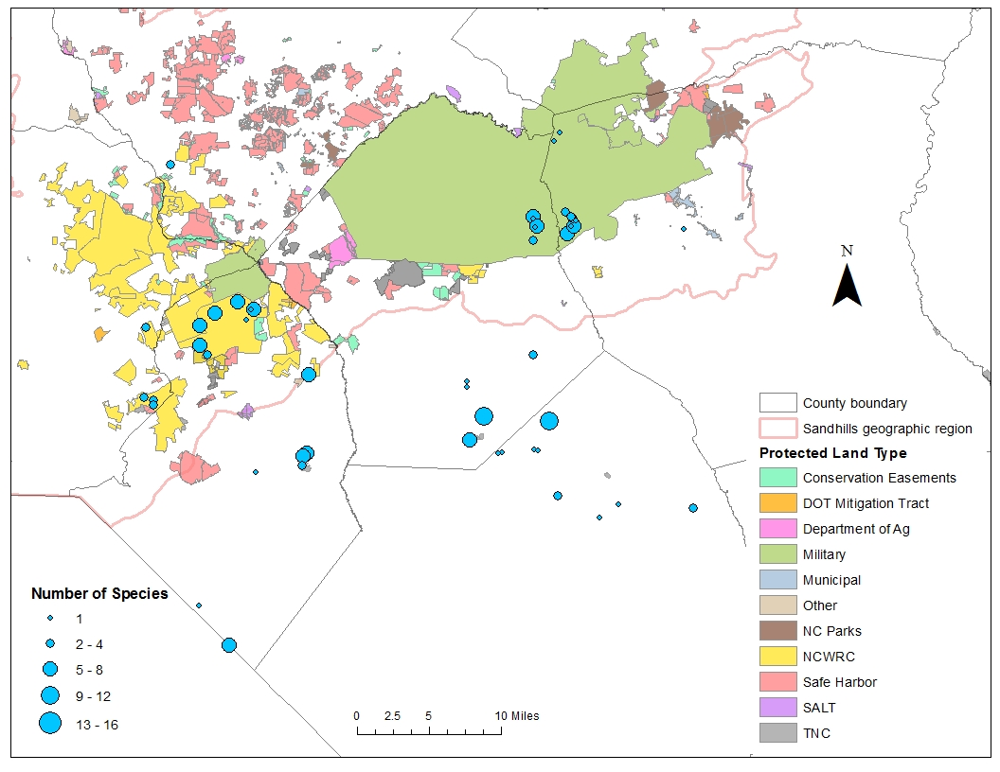 N
County boundary
Sandhills geographic region
Protected Land Type
Conservation Easements
DOT Mitigation Tract
Department of Ag
Military
Municipal
Other
NC Parks
NCWRC
Safe Harbor
SALT
TNC
Number of Species
1
2 - 4
5 - 8
9 - 12
13 - 16
0 2.5 5 10 Miles